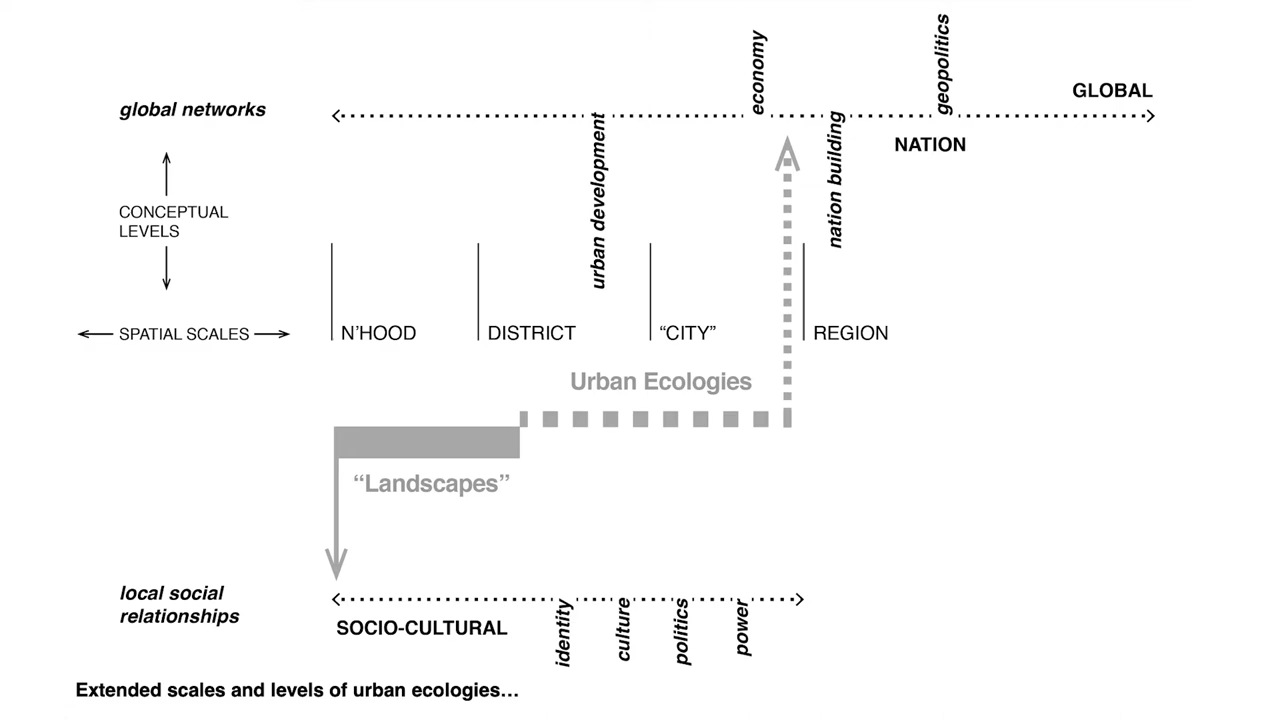 geopolitics
economy
GLOBAL
global networks
NATION
urban development
nation building
CONCEPTUAL
LEVELS
SPATIAL SCALES
N’HOOD
DISTRICT
“CITY”
REGION
Urban Ecologies
“Landscapes”
local social
relationships
SOCIO-CULTURAL
identity
culture
politics
power
Extended scales and levels of urban ecologies…